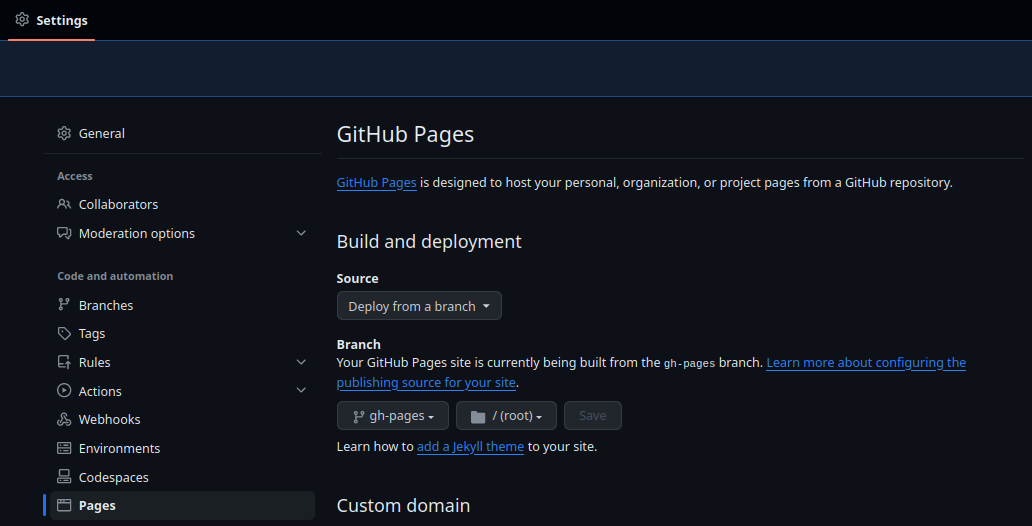 Settings
General
Access
Collaborators
Moderation options
Code and automation
Branches
Tags
Rules
Actions
Webhooks
Environments
Codespaces
Pages
GitHub Pages
GitHub Pages is designed to host your personal, organization, or project pages from a GitHub repository.
Build and deployment
Source
Deploy from a branch
Branch
Your GitHub Pages site is currently being built from the gh-pages branch. Learn more about configuring the
publishing source for your site.
gh-pages / (root) Save
Learn how to add a Jekyll theme to your site.
Custom domain